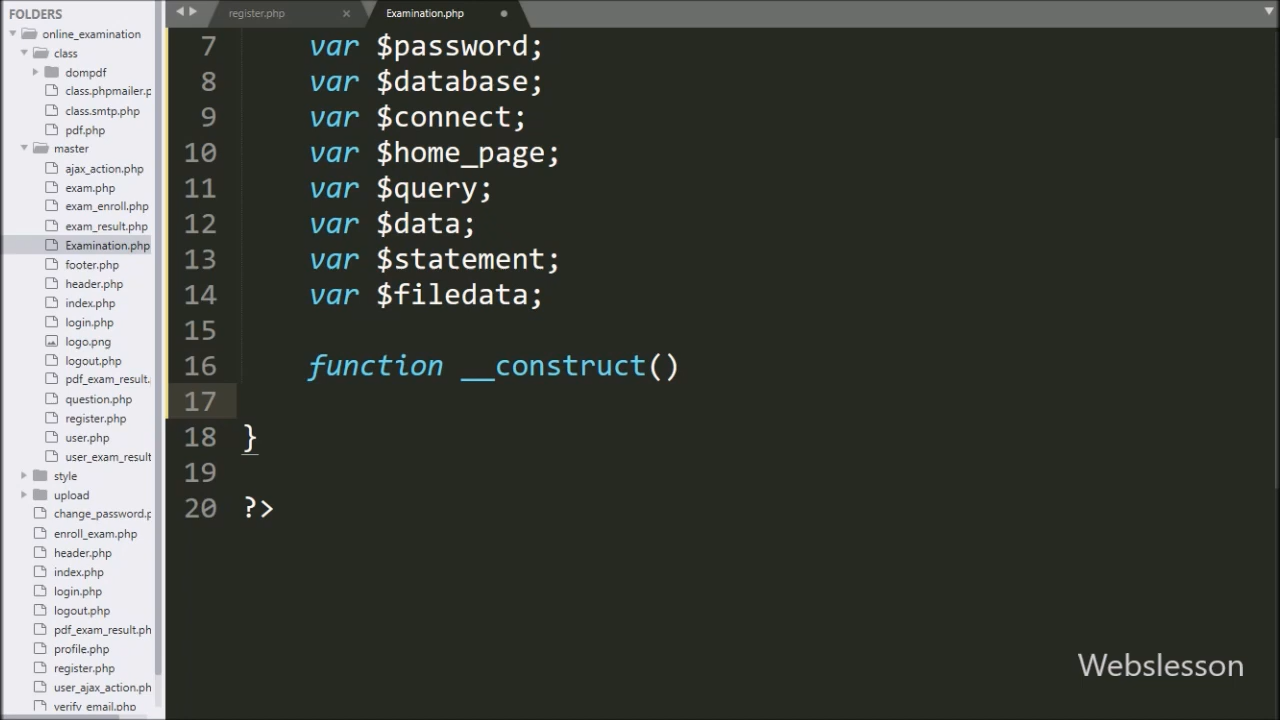 FOLDERS
online_examination
class
dompdf
class.phpmailer.p
class.smtp.php
pdf.php
master
ajax_action.php
exam.php
exam_enroll.php
exam_result.php
Examination.php
footer.php
header.php
index.php
login.php
logo.png
logout.php
pdf_exam_result.
question.php
register.php
user.php
user_exam_result
style
upload
change_password.p
enroll_exam.php
header.php
index.php
login.php
logout.php
pdf_exam_result.ph
profile.php
register.php
user_ajax_action.ph
verify_email.php
register.php
Examination.php
7 var $password;
8 var $database;
9 var $connect;
10 var $home_page;
11 var $query;
12 var $data;
13 var $statement;
14 var $filedata;
15
16 function __construct()
17
18 }
19
20 ?>
Webslesson